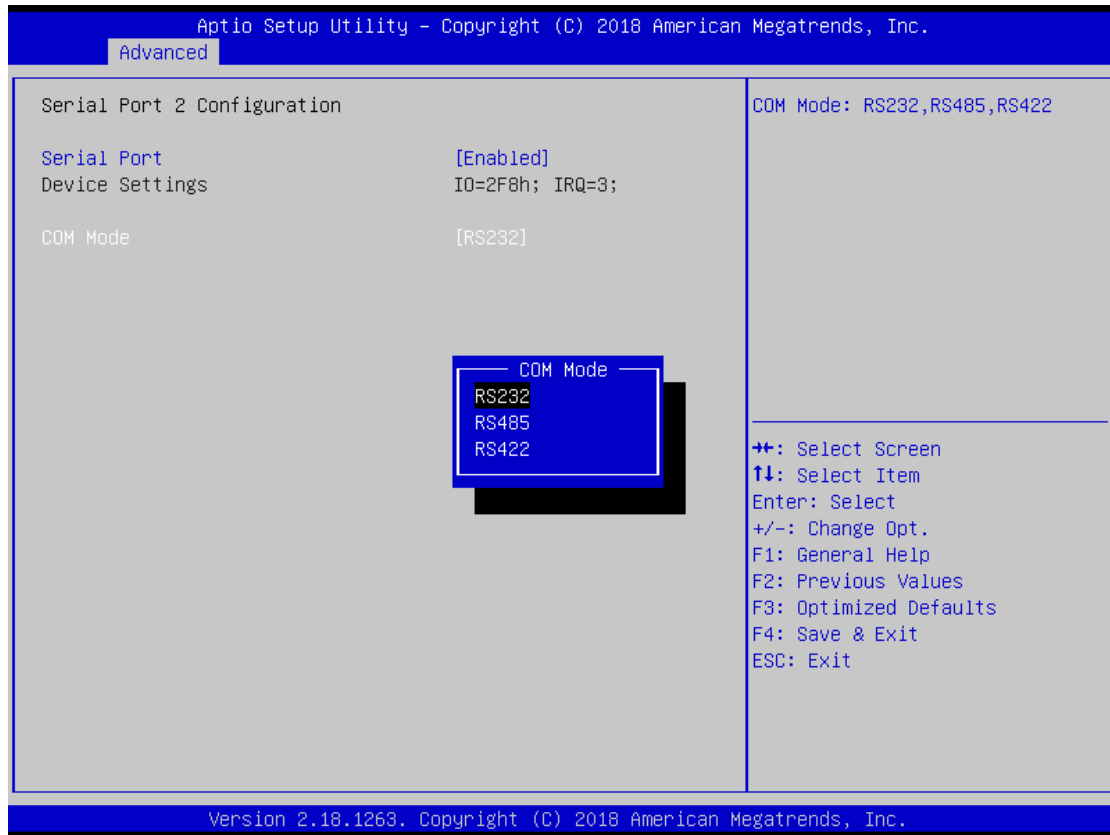 Aptio Setup Utility – Copyright (C) 2018 American Megatrends, Inc.
Advanced
Serial Port 2 Configuration
Serial Port [Enabled]
Device Settings IO=2F8h; IRQ=3;
COM Mode [RS232]
COM Mode
RS232
RS485
RS422
COM Mode: RS232,RS485,RS422
→←: Select Screen
↑↓: Select Item
Enter: Select
+/-: Change Opt.
F1: General Help
F2: Previous Values
F3: Optimized Defaults
F4: Save & Exit
ESC: Exit
Version 2.18.1263. Copyright (C) 2018 American Megatrends, Inc.